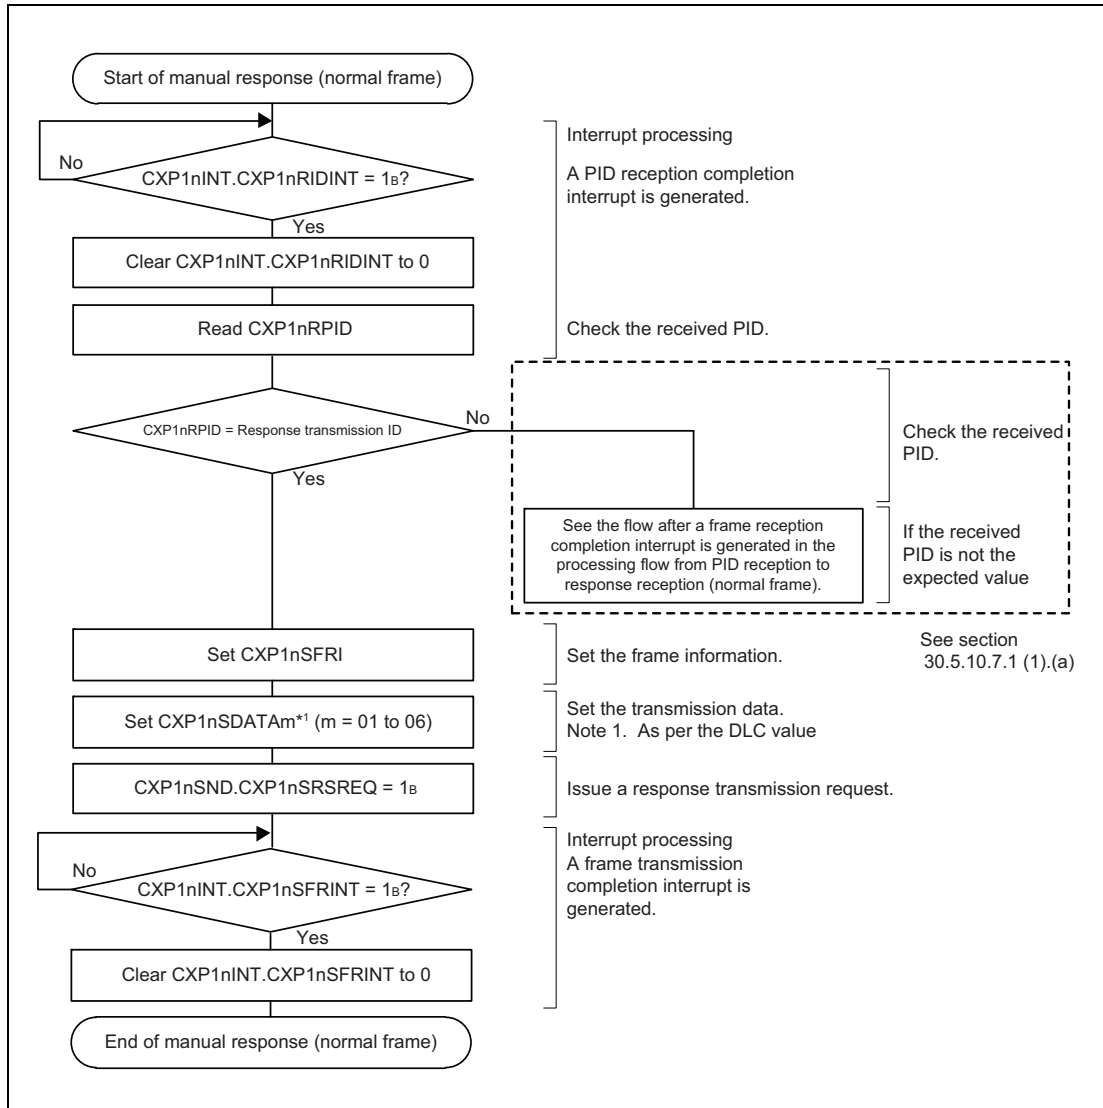 Start of manual response (normal frame)
No
CXP1nINT.CXP1nRIDINT = 1B?
Yes
Interrupt processing
A PID reception completion
interrupt is generated.
Clear CXP1nINT.CXP1nRIDINT to 0
Read CXP1nRPID
Check the received PID.
CXP1nRPID = Response transmission ID
No
Yes
Check the received
PID.
See the flow after a frame reception
completion interrupt is generated in the
processing flow from PID reception to
response reception (normal frame).
If the received
PID is not the
expected value
See section
30.5.10.7.1 (1).(a)
Set CXP1nSFRI
Set the frame information.
Set CXP1nSDATAm*1 (m = 01 to 06)
Set the transmission data.
Note 1. As per the DLC value
CXP1nSND.CXP1nSRSREQ = 1B
Issue a response transmission request.
No
CXP1nINT.CXP1nSFRINT = 1B?
Yes
Interrupt processing
A frame transmission
completion interrupt is
generated.
Clear CXP1nINT.CXP1nSFRINT to 0
End of manual response (normal frame)